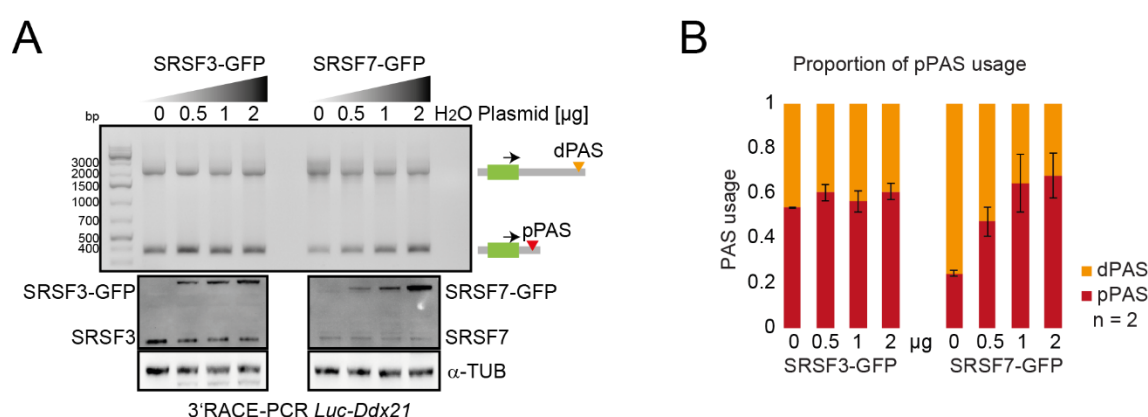 A
SRSF3-GFP SRSF7-GFP
bp 0 0.5 1 2 0 0.5 1 2 H2O Plasmid [µg]
dPAS
3000
2000
1500
1000
700
500
400
pPAS
SRSF3-GFP SRSF7-GFP
SRSF3 SRSF7
α-TUB
3'RACE-PCR Luc-Ddx21
B
Proportion of pPAS usage
PAS usage
1
0.8
0.6
0.4
0.2
0
dPAS
pPAS
n = 2
0 0.5 1 2 µg 0 0.5 1 2
SRSF3-GFP SRSF7-GFP